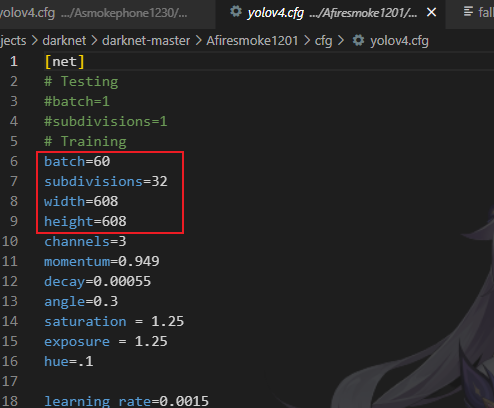 yolov4.cfg .../Asmokephone1230/...
yolov4.cfg .../Afiresmoke1201/...
fall
jects > darknet > darknet-master > Afiresmoke1201 > cfg > yolov4.cfg
1 [net]
2 # Testing
3 #batch=1
4 #subdivisions=1
5 # Training
6 batch=60
7 subdivisions=32
8 width=608
9 height=608
10 channels=3
11 momentum=0.949
12 decay=0.00055
13 angle=0.3
14 saturation = 1.25
15 exposure = 1.25
16 hue=.1
17
18 learning_rate=0.0015